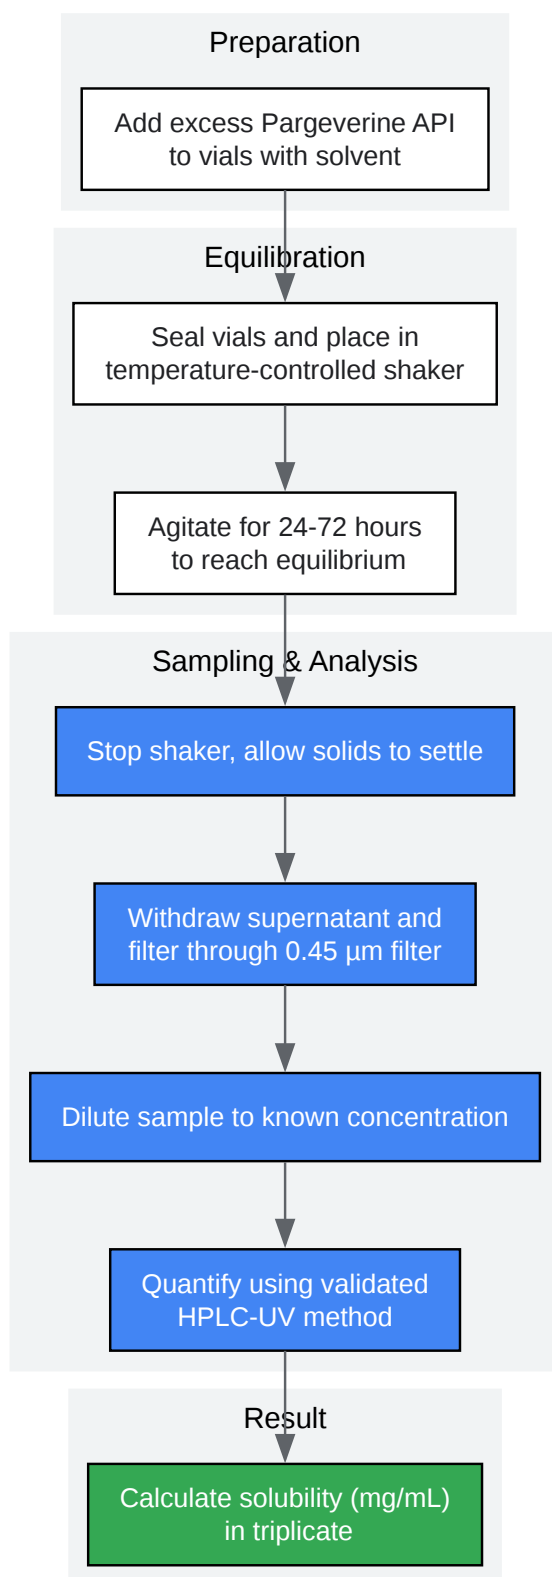 Preparation
Add excess Pargeverine API
to vials with solvent
Equilibration
Seal vials and place in
temperature-controlled shaker
Agitate for 24-72 hours
to reach equilibrium
Sampling & Analysis
Stop shaker, allow solids to settle
Withdraw supernatant and
filter through 0.45 µm filter
Dilute sample to known concentration
Quantify using validated
HPLC-UV method
Result
Calculate solubility (mg/mL)
in triplicate